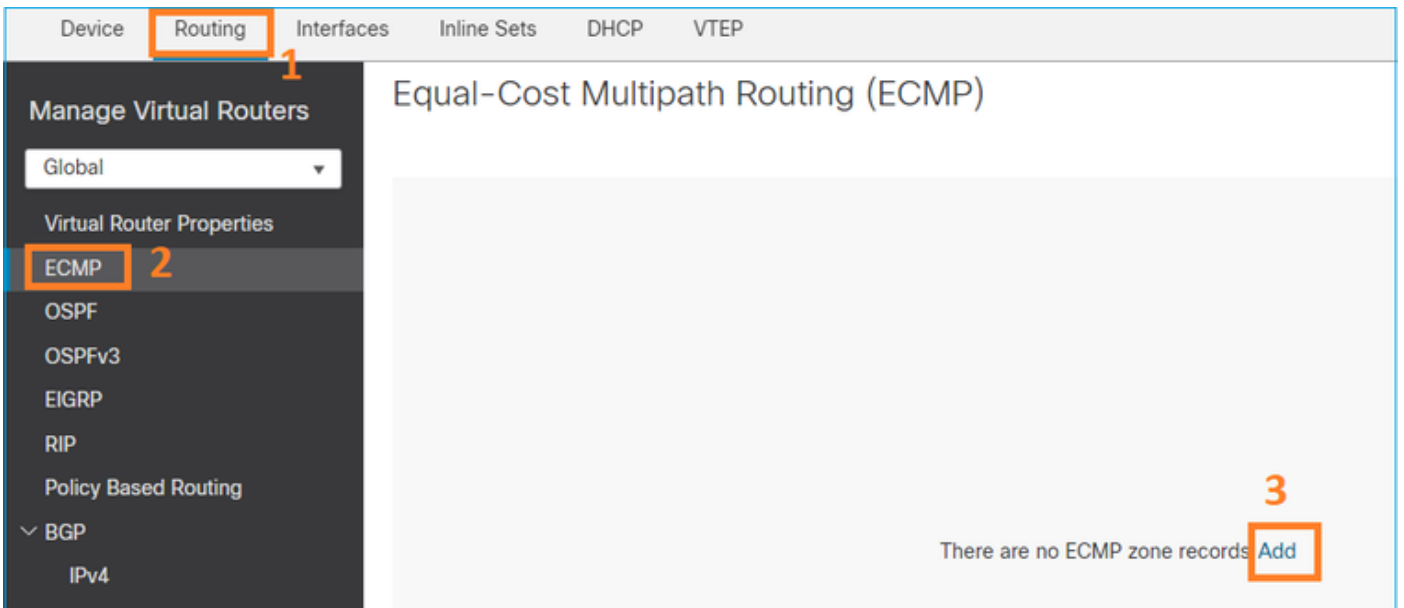 Device Routing Interfaces Inline Sets DHCP VTEP
1
Manage Virtual Routers
Global
Virtual Router Properties
ECMP 2
OSPF
OSPFv3
EIGRP
RIP
Policy Based Routing
BGP
IPv4
Equal-Cost Multipath Routing (ECMP)
3
There are no ECMP zone records Add